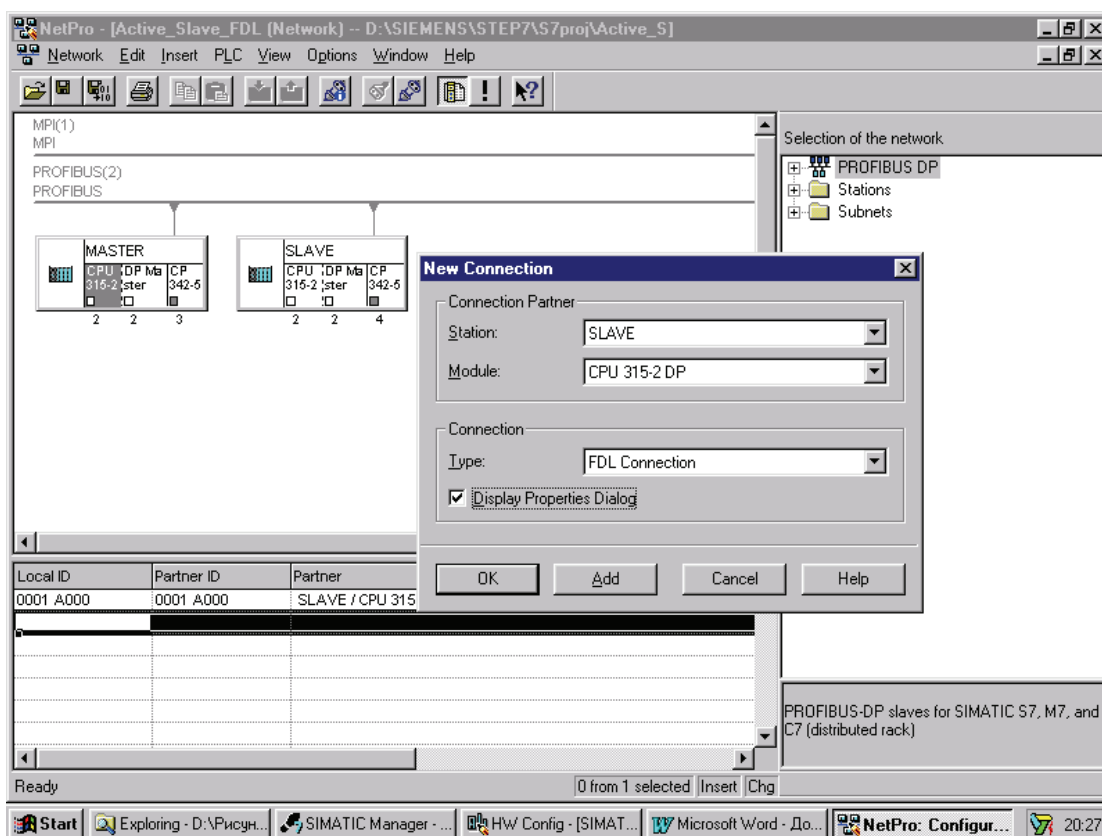 NetPro - [Active_Slave_FDL (Network) -- D:\SIEMENS\STEP7\S7proj\Active_S]
Network Edit Insert PLC View Options Window Help
MPI(1)
MPI
PROFIBUS(2)
PROFIBUS
MASTER
CPU 315-2
DP Master
CP 342-5
2 2 3
SLAVE
CPU 315-2
DP Master
CP 342-5
2 2 4
Selection of the network
PROFIBUS DP
Stations
Subnets
New Connection
Connection Partner
Station: SLAVE
Module: CPU 315-2 DP
Connection
Type: FDL Connection
Display Properties Dialog
OK Add Cancel Help
Local ID Partner ID Partner
0001 A000 0001 A000 SLAVE / CPU 315
PROFIBUS-DP slaves for SIMATIC S7, M7, and
C7 (distributed rack)
Ready 0 from 1 selected Insert Chg
Start Exploring - D:\Рисун... SIMATIC Manager - ... HW Config - [SIMAT... Microsoft Word - До... NetPro: Configur... 20:27